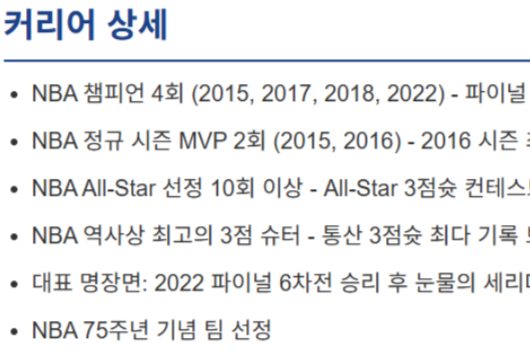 커리어 상세
• NBA 챔피언 4회 (2015, 2017, 2018, 2022) - 파이널
• NBA 정규 시즌 MVP 2회 (2015, 2016) - 2016 시즌
• NBA All-Star 선정 10회 이상 - All-Star 3점슛 컨테스
• NBA 역사상 최고의 3점 슈터 - 통산 3점슛 최다 기록
• 대표 명장면: 2022 파이널 6차전 승리 후 눈물의 세리
• NBA 75주년 기념 팀 선정